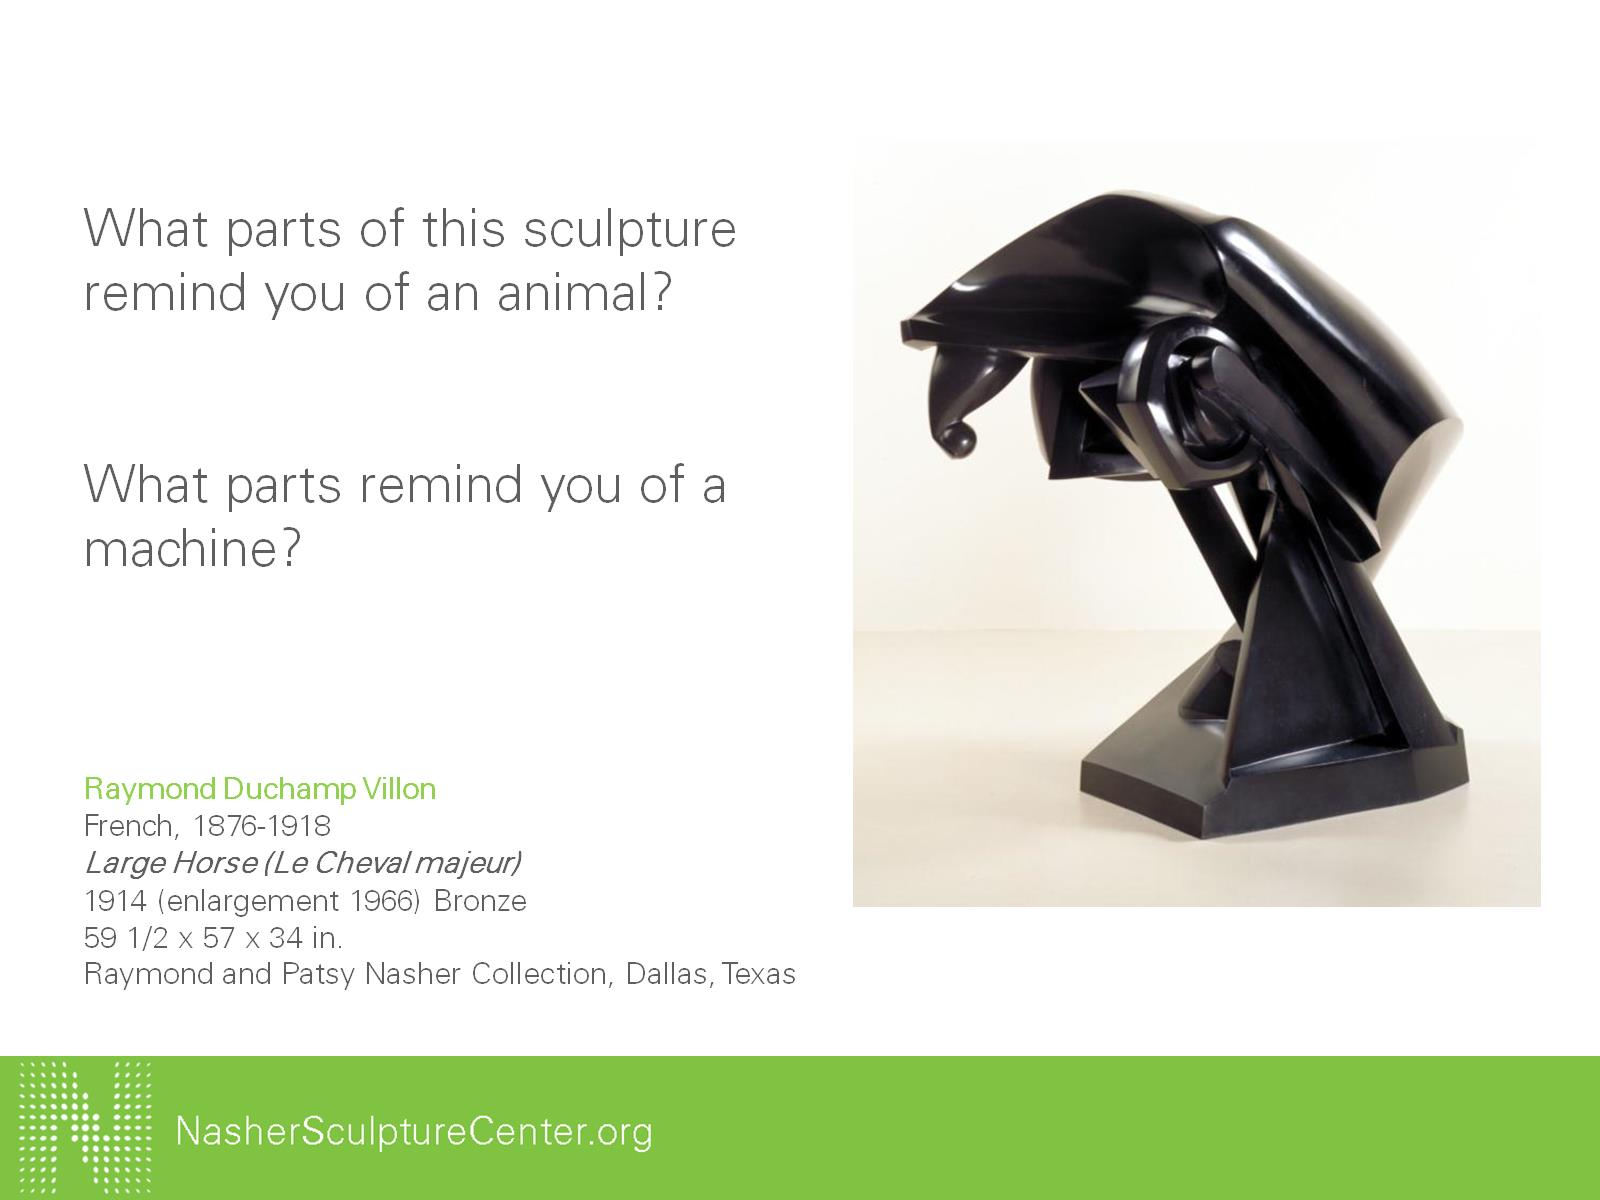 What parts of this sculpture
remind you of an animal?
What parts remind you of a
machine?
Raymond Duchamp Villon
French, 1876-1918
Large Horse (Le Cheval majeur)
1914 (enlargement 1966) Bronze
59 1/2 x 57 x 34 in.
Raymond and Patsy Nasher Collection, Dallas, Texas
NasherSculptureCenter.org